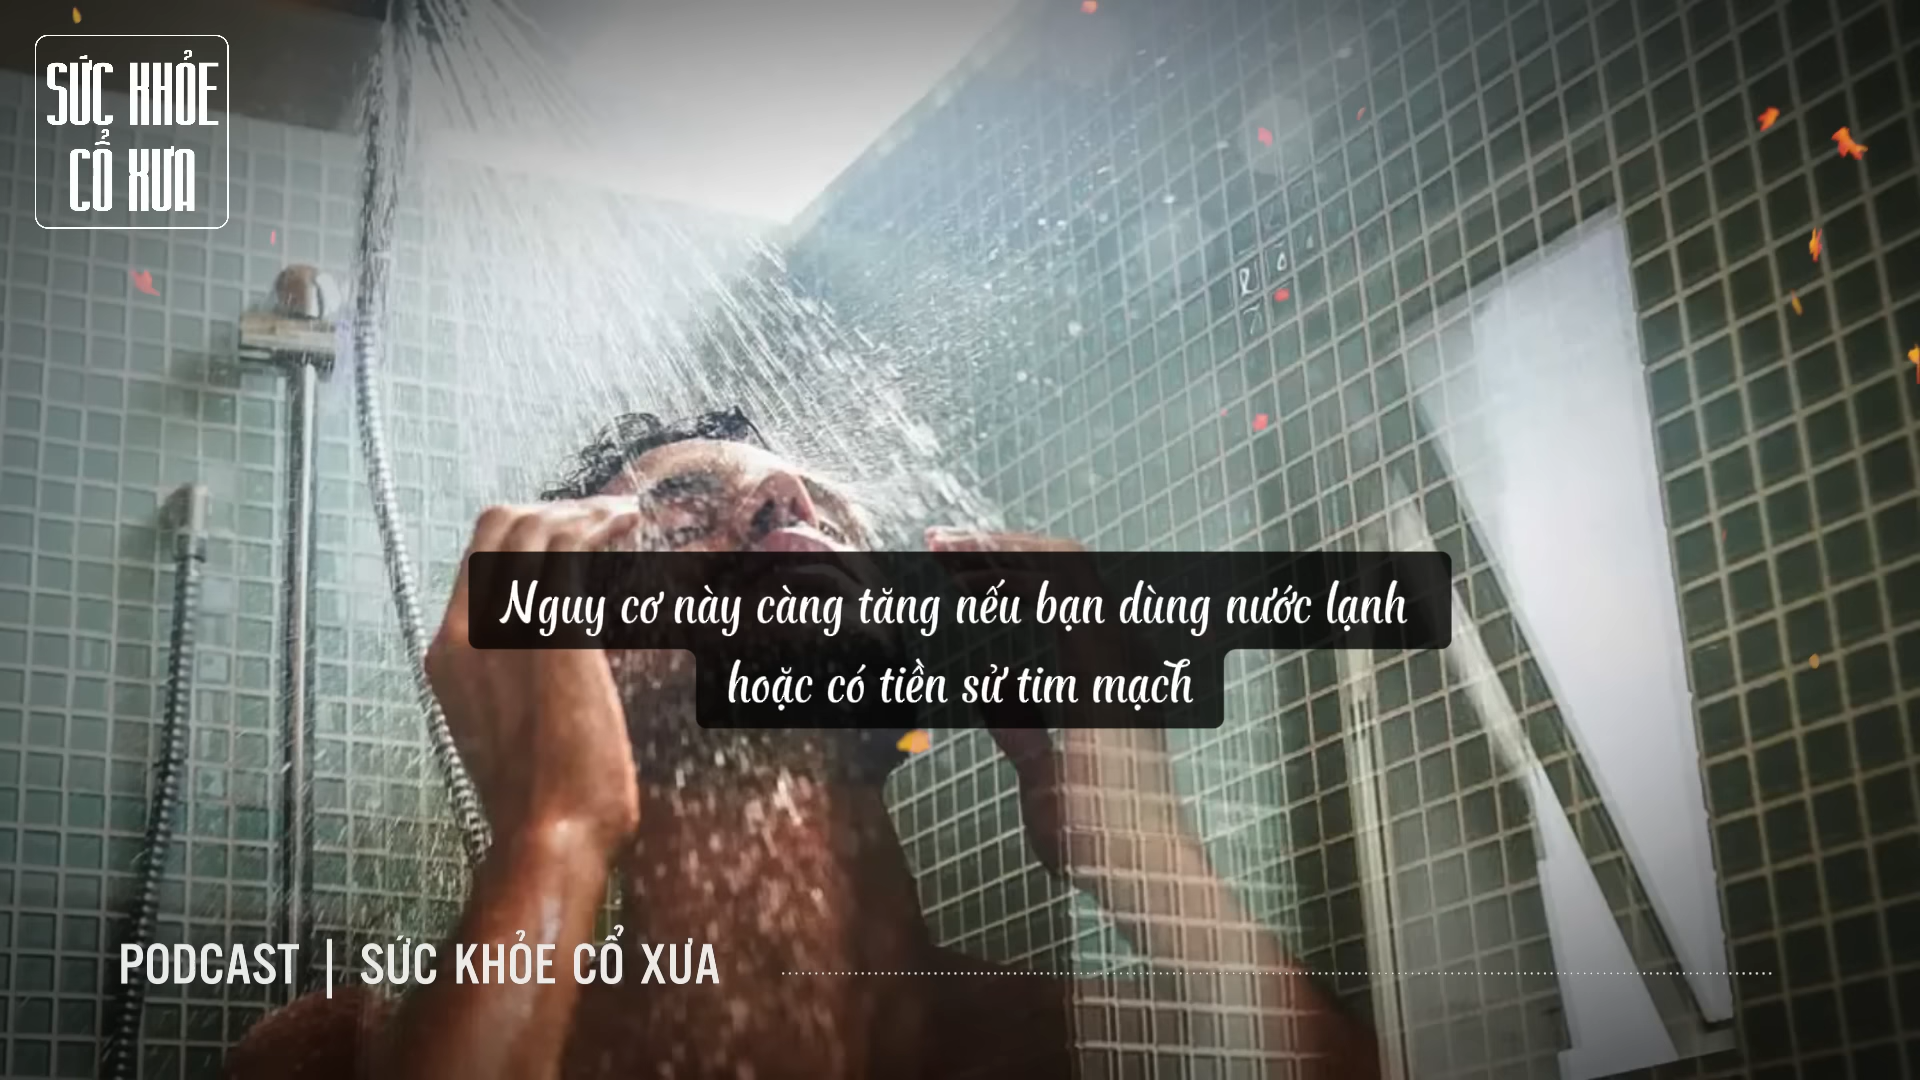 SỨC KHỎE
CỔ XƯA
Nguy cơ này càng tăng nếu bạn dùng nước lạnh
hoặc có tiền sử tim mạch
PODCAST | SỨC KHỎE CỔ XƯA